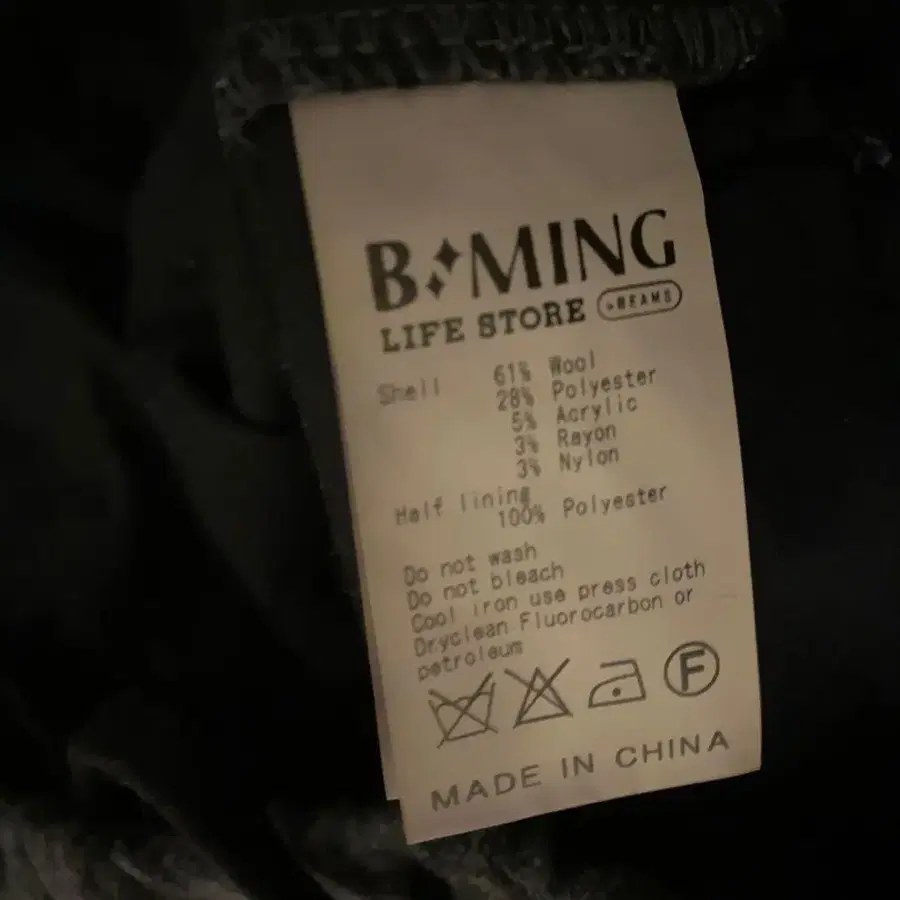 B MING
LIFE STORE BEAMS
Shell 61% Wool
28% Polyester
5% Acrylic
3% Rayon
3% Nylon
Half lining
100% Polyester
Do not wash
Do not bleach
Cool iron use press cloth
Dryclean Fluorocarbon or
petroleum
F
MADE IN CHINA